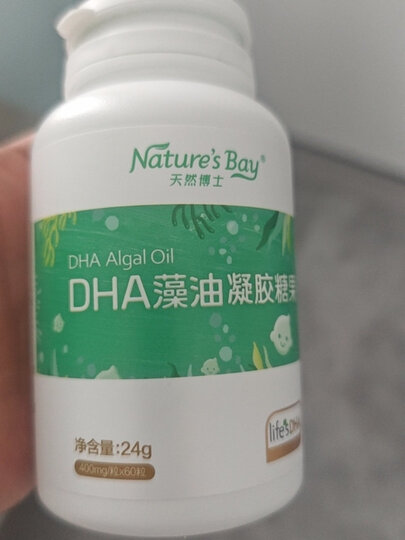 Nature's Bay®
天然博士
DHA Algal Oil
DHA藻油凝胶糖果
life'sDHA
净含量:24g
400mg/粒x60粒